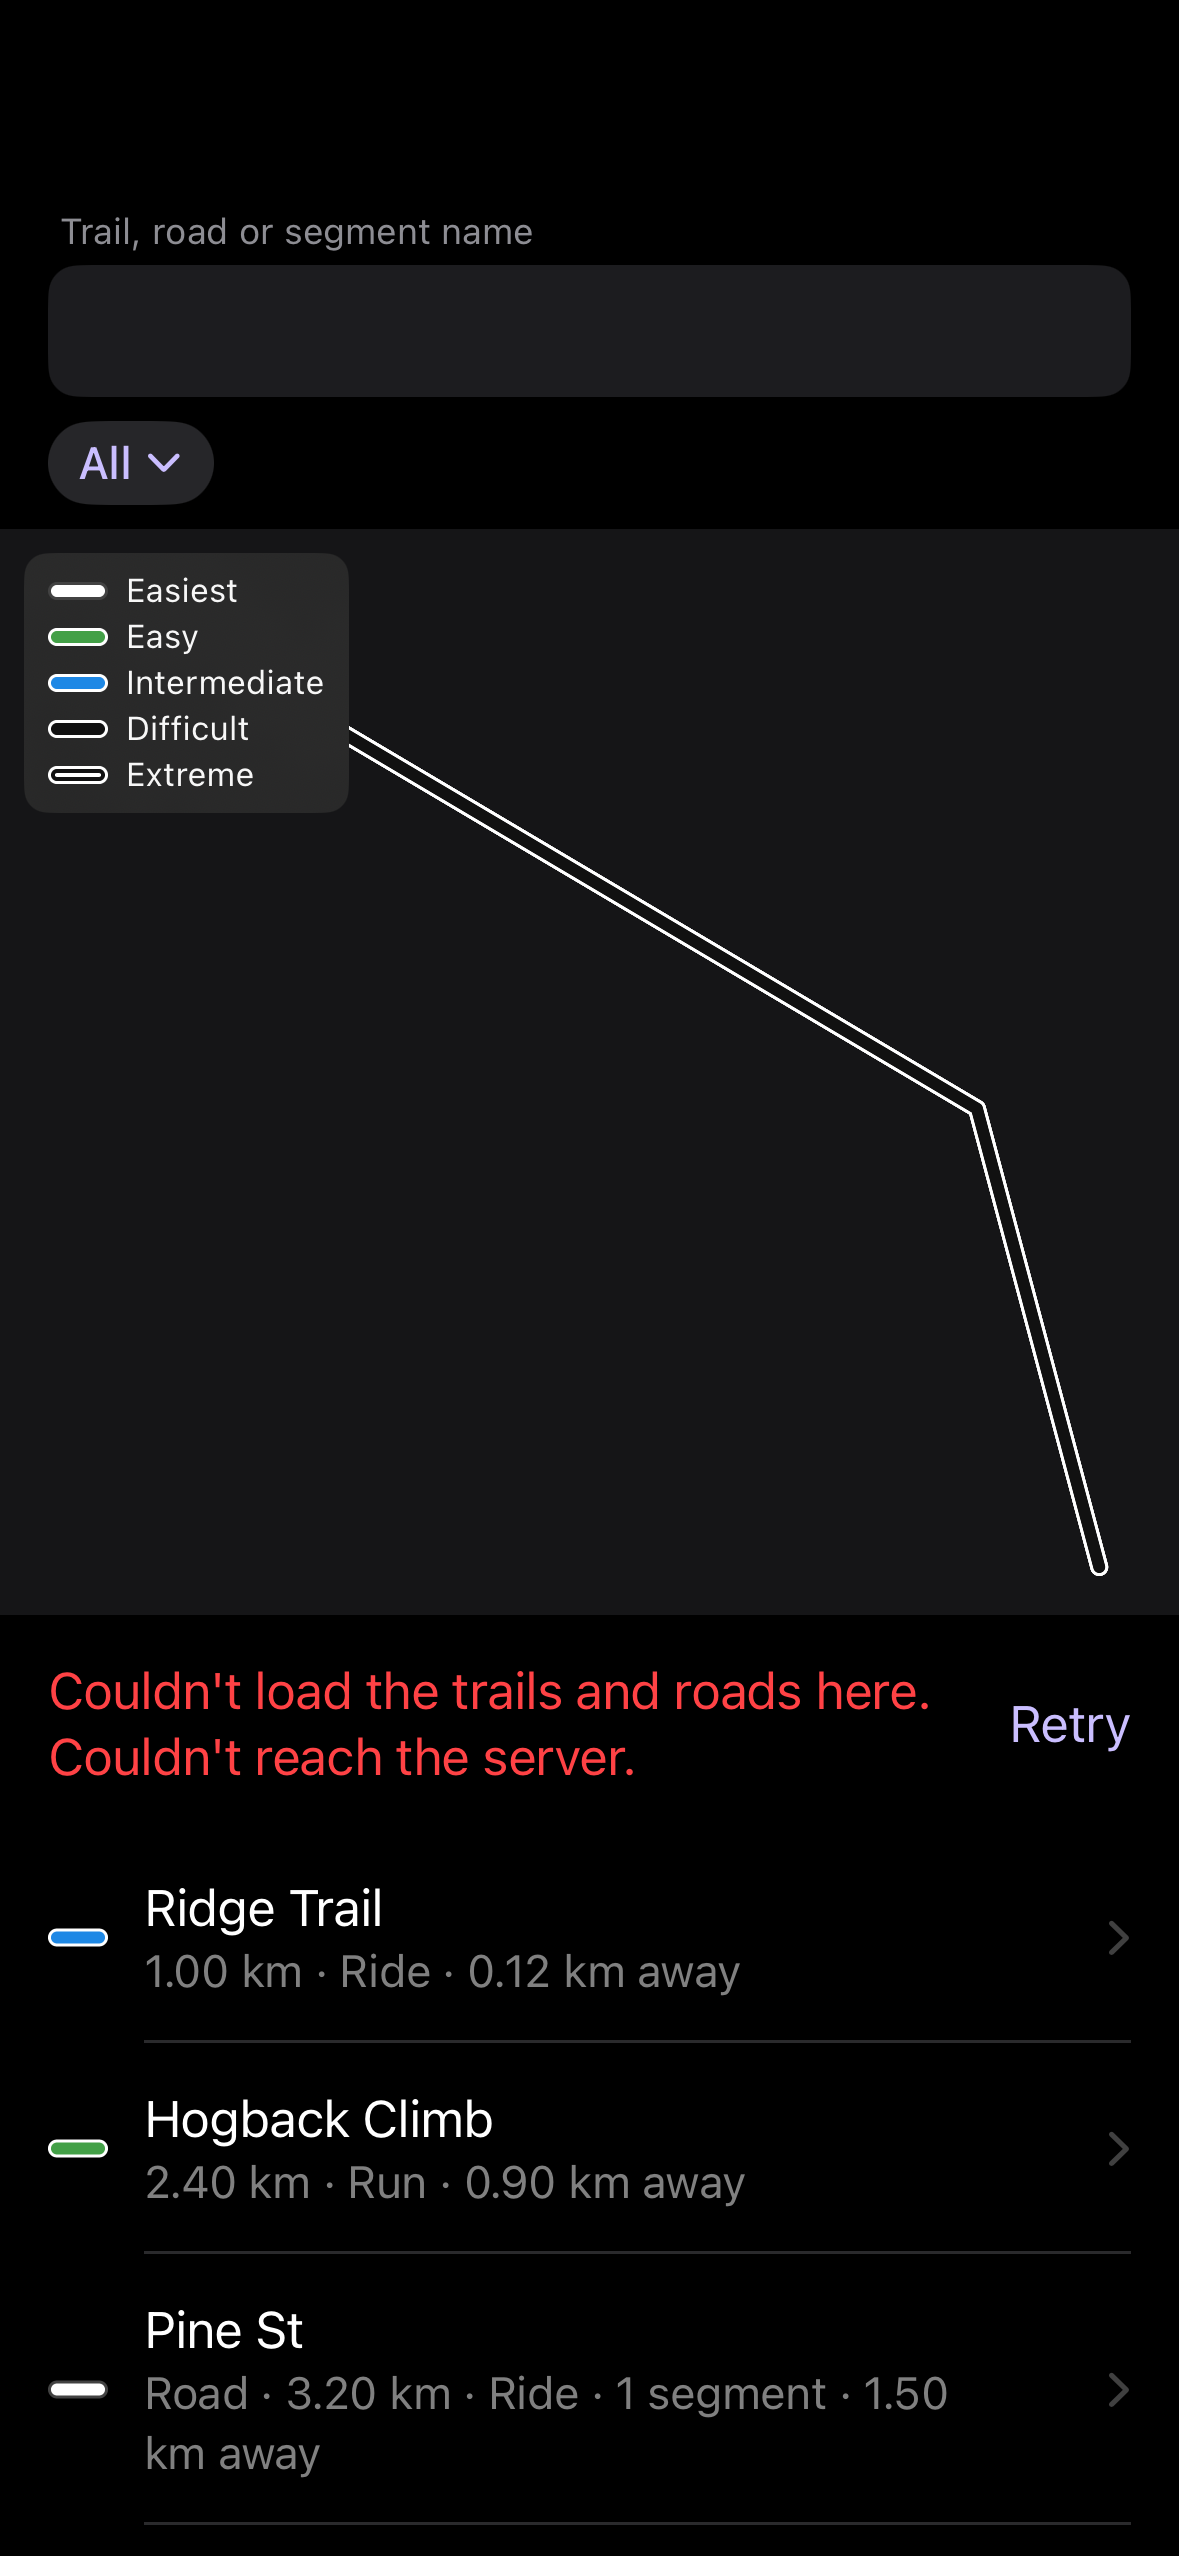 Trail, road or segment name
All
Easiest
Easy
Intermediate
Difficult
Extreme
Couldn't load the trails and roads here.
Couldn't reach the server.
Retry
Ridge Trail
1.00 km · Ride · 0.12 km away
Hogback Climb
2.40 km · Run · 0.90 km away
Pine St
Road · 3.20 km · Ride · 1 segment · 1.50
km away